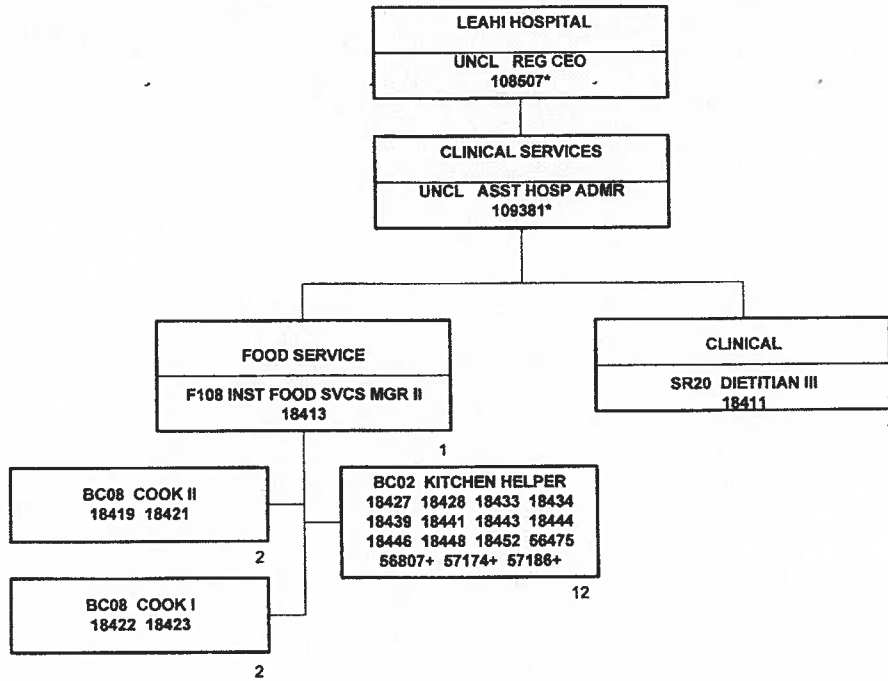 LEAHI HOSPITAL
UNCL REG CEO
108507*
CLINICAL SERVICES
UNCL ASST HOSP ADMR
109381*
FOOD SERVICE
F108 INST FOOD SVCS MGR II
18413
1
CLINICAL
SR20 DIETITIAN III
18411
BC08 COOK II
18419 18421
2
BC02 KITCHEN HELPER
18427 18428 18433 18434
18439 18441 18443 18444
18446 18448 18452 56475
56807+ 57174+ 57186+
12
BC08 COOK I
18422 18423
2